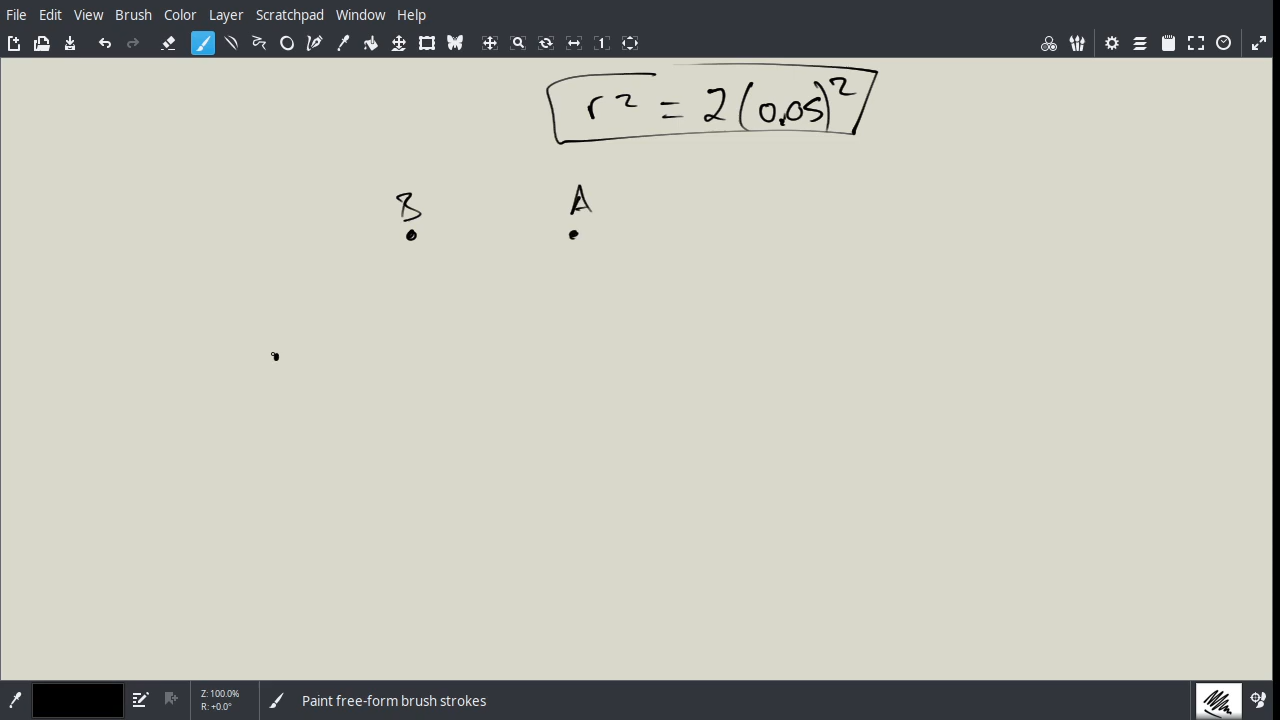 File Edit View Brush Color Layer Scratchpad Window Help
r² = 2(0.05)²
B A
Z: 100.0%
R: +0.0°
Paint free-form brush strokes